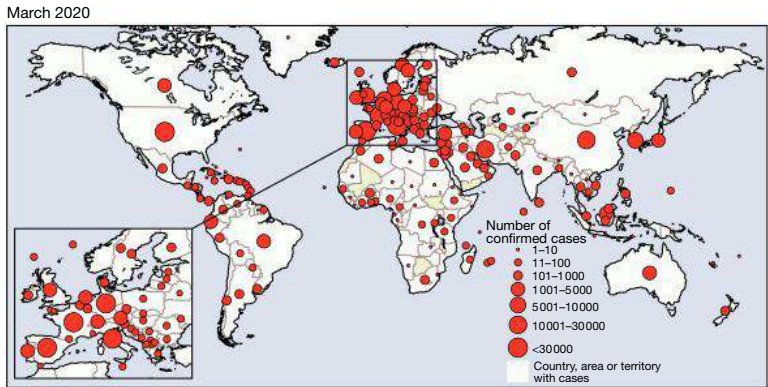 March 2020
Number of
confirmed cases
1–10
11–100
101–1000
1001–5000
5001–10000
10001–30000
<30000
Country, area or territory
with cases